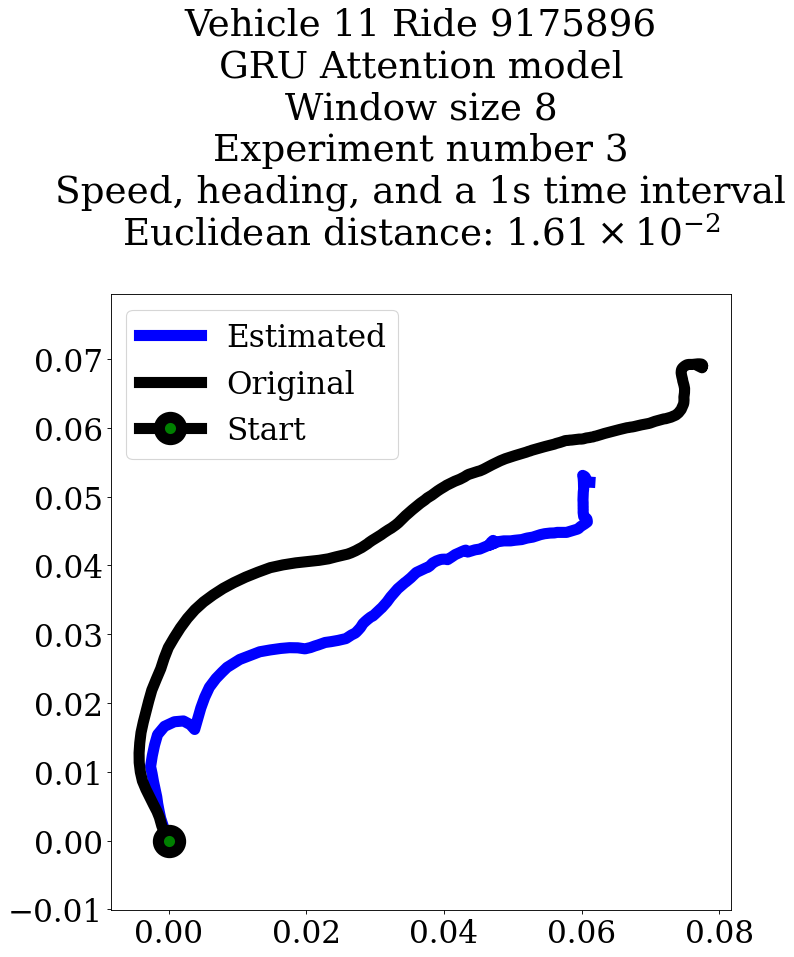 Vehicle 11 Ride 9175896
GRU Attention model
Window size 8
Experiment number 3
Speed, heading, and a 1s time interval
Euclidean distance: 1.61 × 10⁻²
Estimated
Original
Start
0.07
0.06
0.05
0.04
0.03
0.02
0.01
0.00
−0.01
0.00 0.02 0.04 0.06 0.08